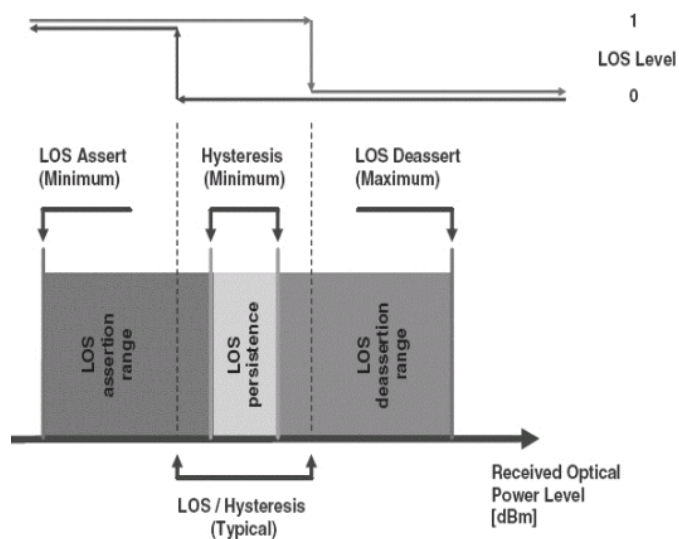 1
LOS Level
0
LOS Assert
(Minimum)
Hysteresis
(Minimum)
LOS Deassert
(Maximum)
LOS
assertion
range
LOS
persistence
LOS
deassertion
range
LOS / Hysteresis
(Typical)
Received Optical
Power Level
[dBm]